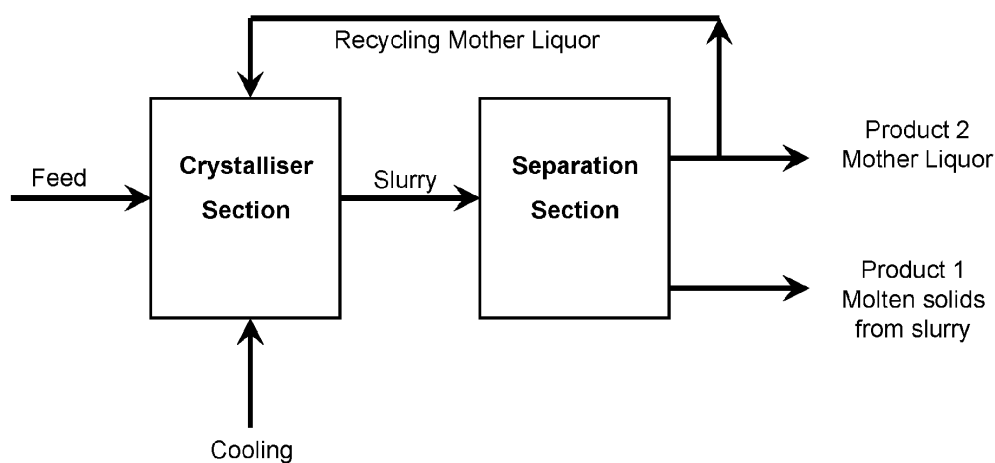 Recycling Mother Liquor
Feed
Crystalliser
Section
Slurry
Separation
Section
Product 2
Mother Liquor
Product 1
Molten solids
from slurry
Cooling